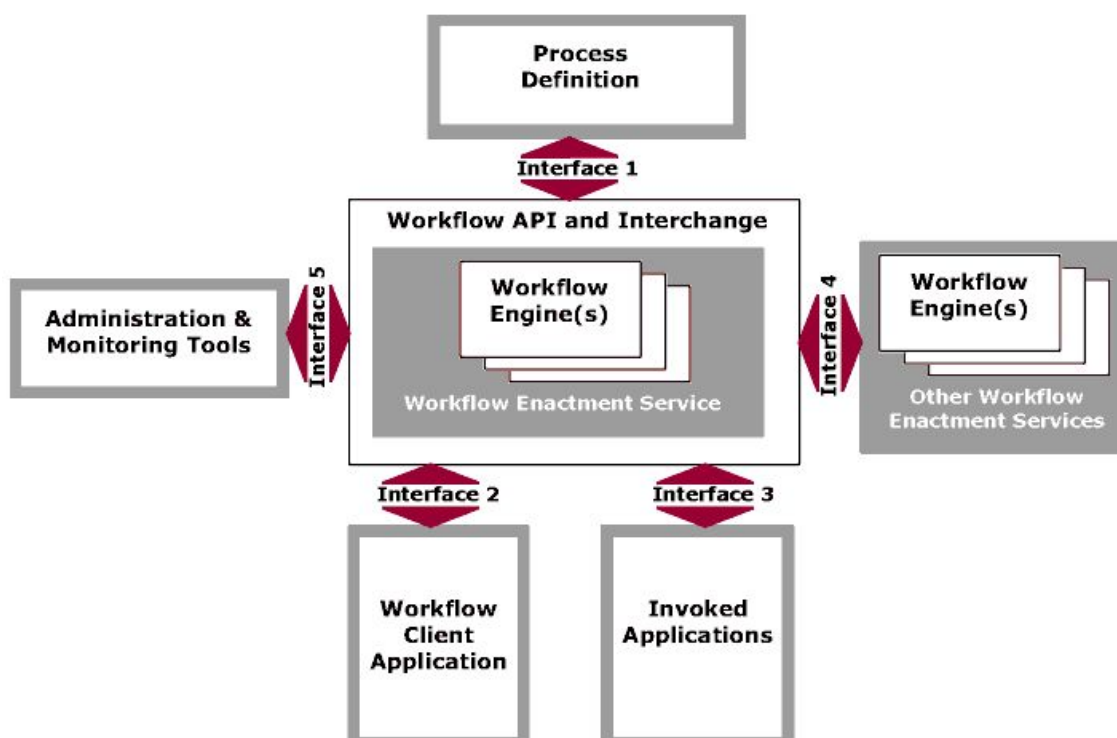 Process
Definition
Interface 1
Workflow API and Interchange
Interface 5
Administration &
Monitoring Tools
Workflow
Engine(s)
Workflow Enactment Service
Interface 4
Workflow
Engine(s)
Other Workflow
Enactment Services
Interface 2
Interface 3
Workflow
Client
Application
Invoked
Applications